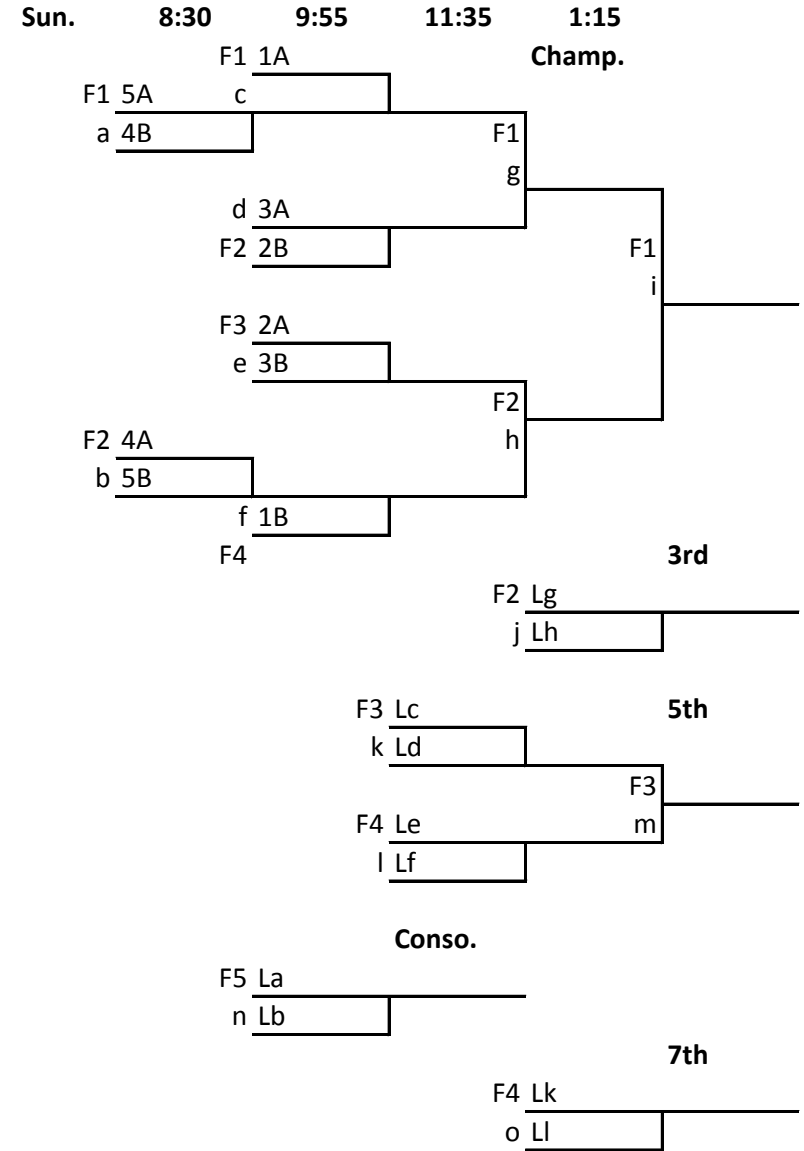 Sun. 8:30 9:55 11:35 1:15
F1 1A Champ.
F1 5A c
a 4B F1
g
d 3A
F2 2B F1
i
F3 2A
e 3B
F2
F2 4A h
b 5B
f 1B
F4 3rd
F2 Lg
j Lh
F3 Lc 5th
k Ld
F3
F4 Le m
l Lf
Conso.
F5 La
n Lb
7th
F4 Lk
o Ll